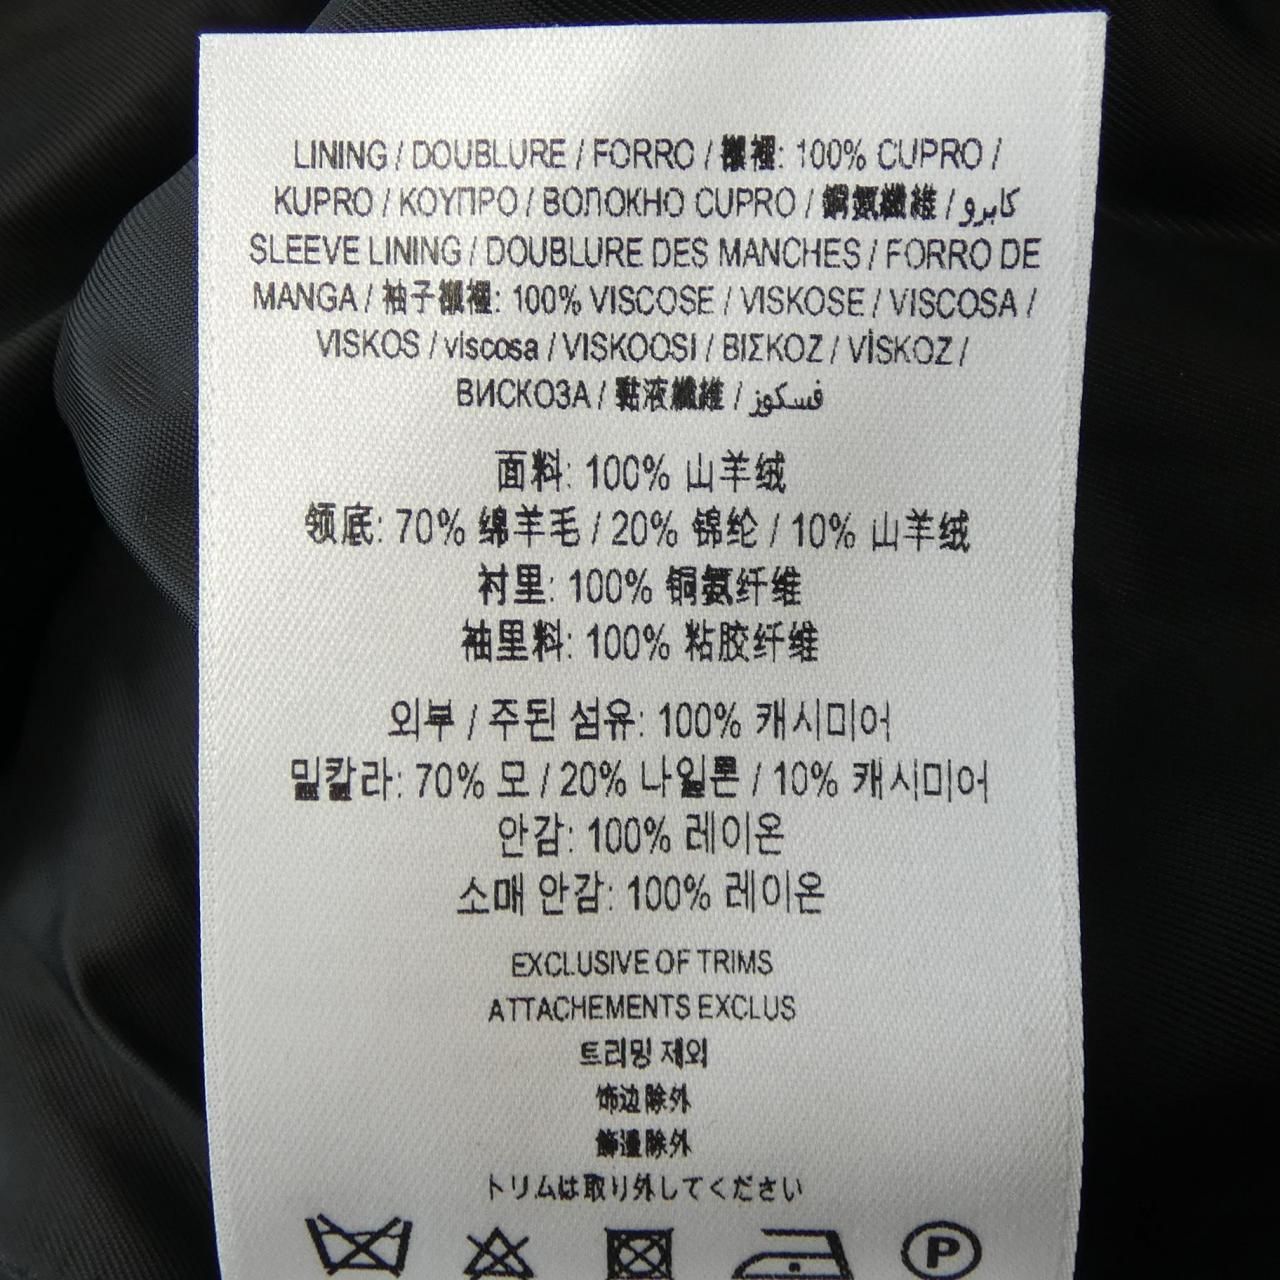 LINING / DOUBLURE / FORRO / 襯裡: 100% CUPRO /
KUPRO / ΚΟΥΠΡΟ / ВОЛОКНО CUPRO / 銅氨纖維 / كابرو
SLEEVE LINING / DOUBLURE DES MANCHES / FORRO DE
MANGA / 袖子襯裡: 100% VISCOSE / VISKOSE / VISCOSA /
VISKOS / viscosa / VISKOOSI / ΒΙΣΚΟΖ / VİSKOZ /
ВИСКОЗА / 黏液纖維 / فسكوز
面料: 100% 山羊绒
领底: 70% 绵羊毛 / 20% 锦纶 / 10% 山羊绒
衬里: 100% 铜氨纤维
袖里料: 100% 粘胶纤维
외부 / 주된 섬유: 100% 캐시미어
밑칼라: 70% 모 / 20% 나일론 / 10% 캐시미어
안감: 100% 레이온
소매 안감: 100% 레이온
EXCLUSIVE OF TRIMS
ATTACHEMENTS EXCLUS
트리밍 제외
饰边除外
飾邊除外
トリムは取り外してください
P